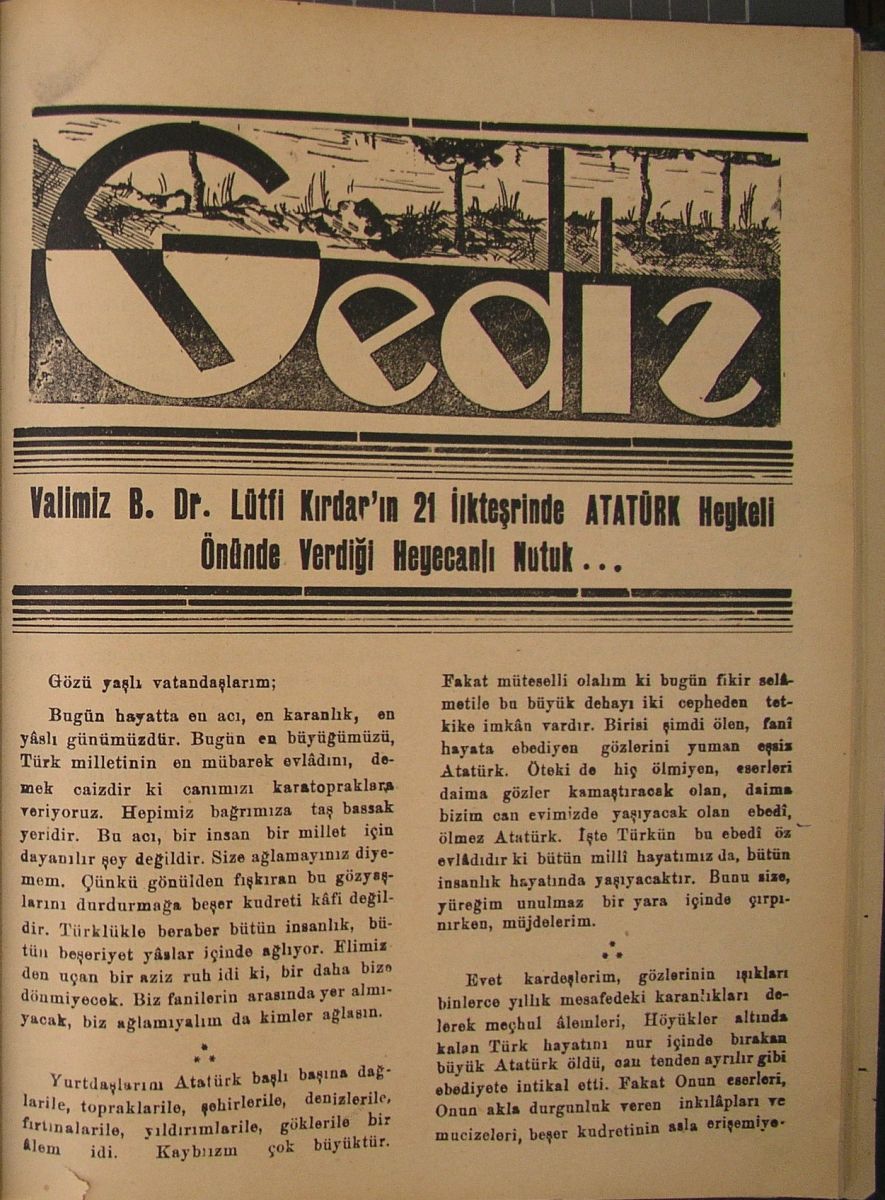 Gediz
Valimiz B. Dr. Lûtfi Kırdar'ın 21 İlkteşrinde ATATÜRK Heykeli
Önünde Verdiği Heyecanlı Nutuk...
Gözü yaşlı vatandaşlarım;
Bugün hayatta en acı, en karanlık, en
yâslı günümüzdür. Bugün en büyüğümüzü,
Türk milletinin en mübarek evlâdını, de-
mek caizdir ki canımızı karatopraklara
veriyoruz. Hepimiz bağrımıza taş bassak
yeridir. Bu acı, bir insan bir millet için
dayanılır şey değildir. Size ağlamayınız diye-
mem. Çünkü gönülden fışkıran bu gözyaş-
larını durdurmağa beşer kudreti kâfi değil-
dir. Türklükle beraber bütün insanlık, bü-
tün beşeriyet yâslar içinde ağlıyor. Elimiz
den uçan bir aziz ruh idi ki, bir daha bize
dönmiyecek. Biz fanilerin arasında yer almı-
yacak, biz ağlamıyalım da kimler ağlasın.
* * *
Yurtdaşlarım Atatürk başlı başına dağ-
larile, topraklarile, şehirlerile, denizlerile,
fırtınalarile, yıldırımlarile, göklerile bir
âlem idi. Kaybımız çok büyüktür.
Fakat müteselli olalım ki bugün fikir selâ-
metile bu büyük dehayı iki cepheden tet-
kike imkân vardır. Birisi şimdi ölen, fanî
hayata ebediyen gözlerini yuman eşsiz
Atatürk. Öteki de hiç ölmiyen, eserleri
daima gözler kamaştıracak olan, daima
bizim can evimizde yaşıyacak olan ebedî,
ölmez Atatürk. İşte Türkün bu ebedî öz
evlâdıdır ki bütün millî hayatımız da, bütün
insanlık hayatında yaşıyacaktır. Bunu size,
yüreğim unulmaz bir yara içinde çırpı-
nırken, müjdelerim.
* * *
Evet kardeşlerim, gözlerinin ışıkları
binlerce yıllık mesafedeki karanlıkları de-
lerek meçhul âlemleri, Höyükler altında
kalan Türk hayatını nur içinde bırakan
büyük Atatürk öldü, can tenden ayrılır gibi
ebediyete intikal etti. Fakat Onun eserleri,
Onun akla durgunluk veren inkılâpları ve
mucizeleri, beşer kudretinin asla erişemiye-